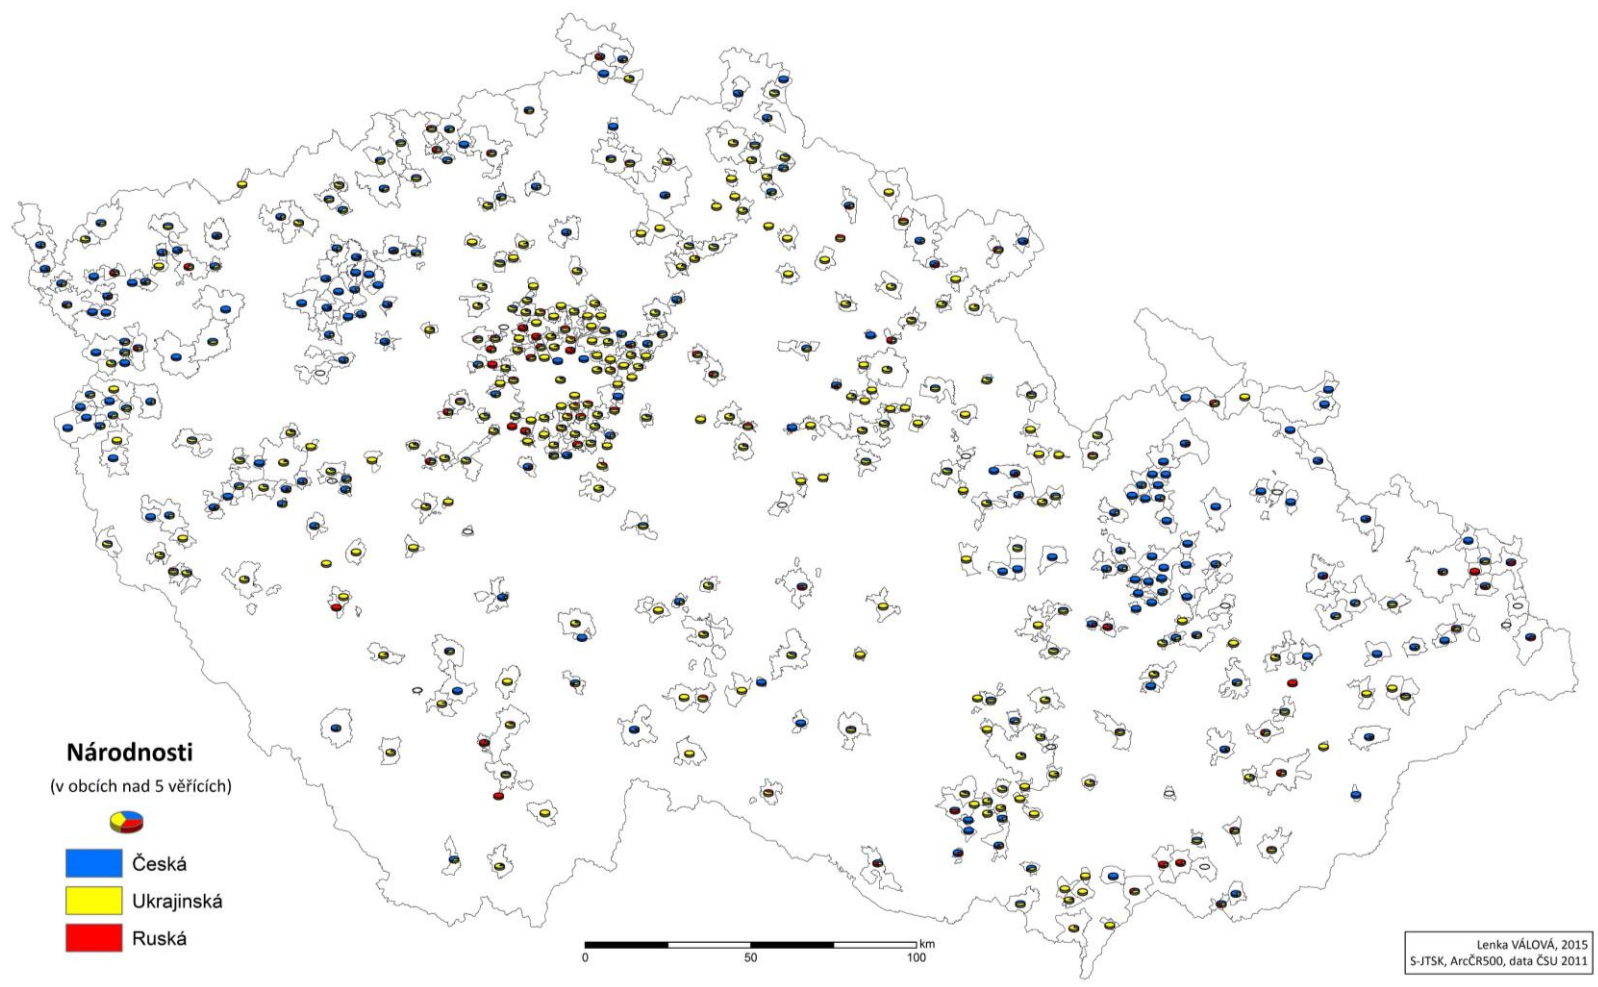 Národnosti
(v obcích nad 5 věřících)
Česká
Ukrajinská
Ruská
km
0 50 100
Lenka VÁLOVÁ, 2015
S-JTSK, ArcČR500, data ČSU 2011